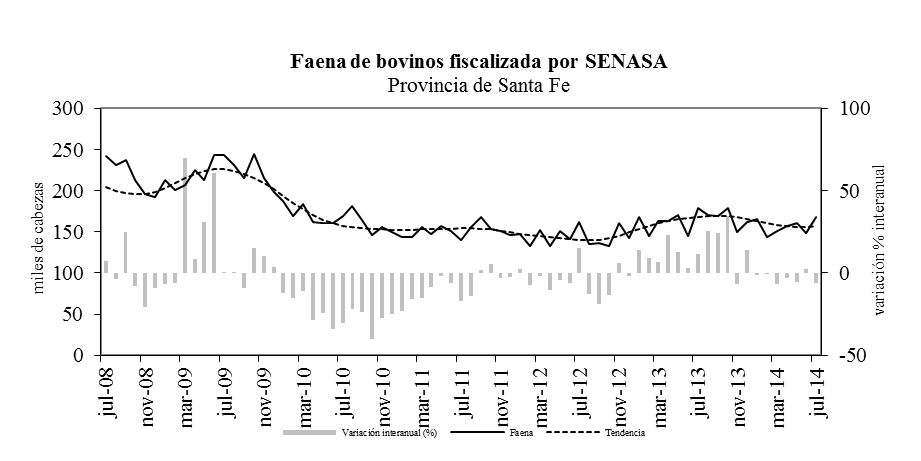 Faena de bovinos fiscalizada por SENASA
Provincia de Santa Fe
300
250
200
150
100
50
0
miles de cabezas
100
50
0
-50
variación % interanual
jul-08
nov-08
mar-09
jul-09
nov-09
mar-10
jul-10
nov-10
mar-11
jul-11
nov-11
mar-12
jul-12
nov-12
mar-13
jul-13
nov-13
mar-14
jul-14
Variación interanual (%) Faena Tendencia